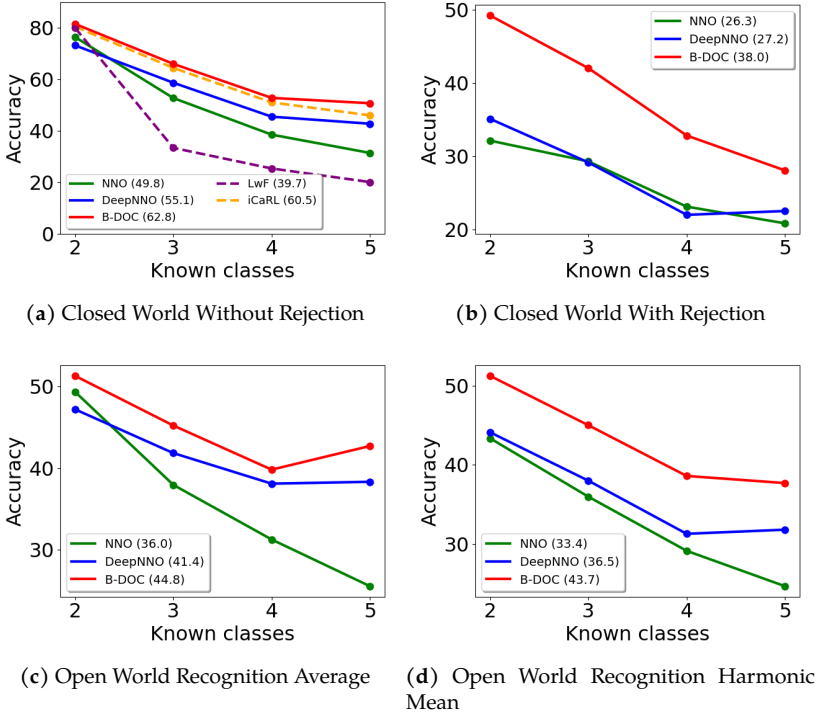 Accuracy
80
60
40
20
0
NNO (49.8)
DeepNNO (55.1)
B-DOC (62.8)
LwF (39.7)
iCaRL (60.5)
2 3 4 5
Known classes
(a) Closed World Without Rejection
Accuracy
50
40
30
20
NNO (26.3)
DeepNNO (27.2)
B-DOC (38.0)
2 3 4 5
Known classes
(b) Closed World With Rejection
Accuracy
50
40
30
NNO (36.0)
DeepNNO (41.4)
B-DOC (44.8)
2 3 4 5
Known classes
(c) Open World Recognition Average
Accuracy
50
40
30
NNO (33.4)
DeepNNO (36.5)
B-DOC (43.7)
2 3 4 5
Known classes
(d) Open World Recognition Harmonic
Mean